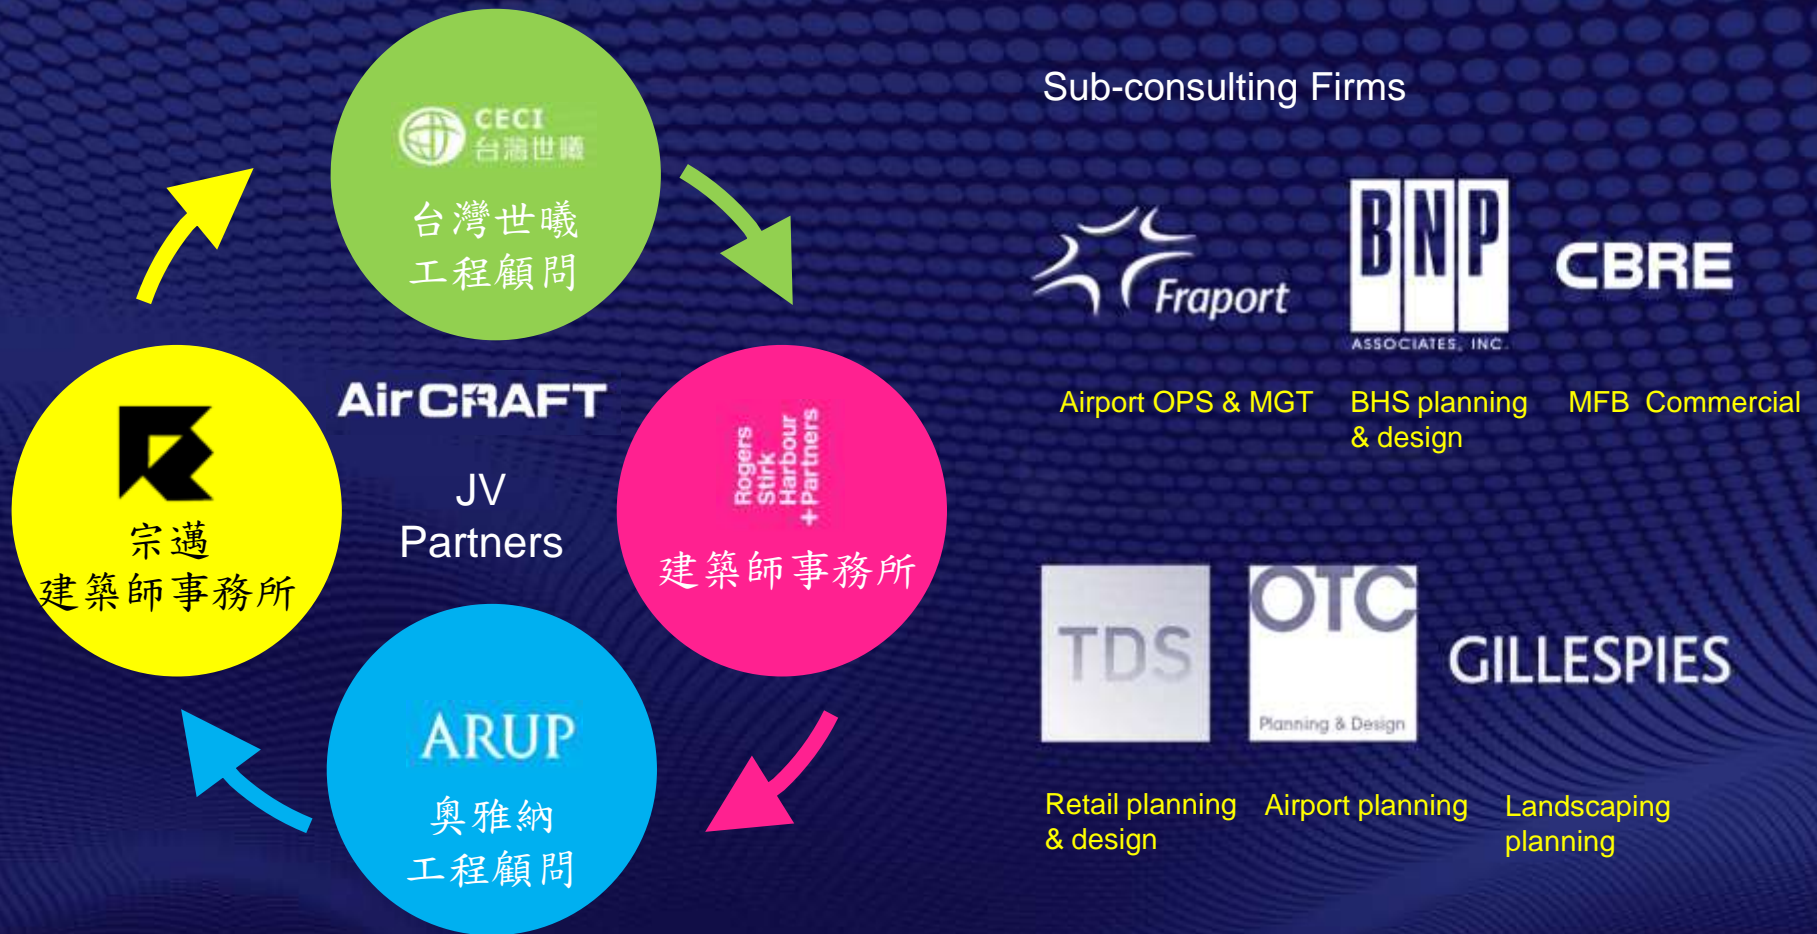 CECI
台灣世曦
台灣世曦
工程顧問
AirCRAFT
JV
Partners
宗邁
建築師事務所
Rogers
Stirk
Harbour
+Partners
建築師事務所
ARUP
奧雅納
工程顧問
Sub-consulting Firms
Fraport
BNP
ASSOCIATES, INC.
CBRE
Airport OPS & MGT
BHS planning
& design
MFB Commercial
TDS
OTC
Planning & Design
GILLESPIES
Retail planning
& design
Airport planning
Landscaping
planning